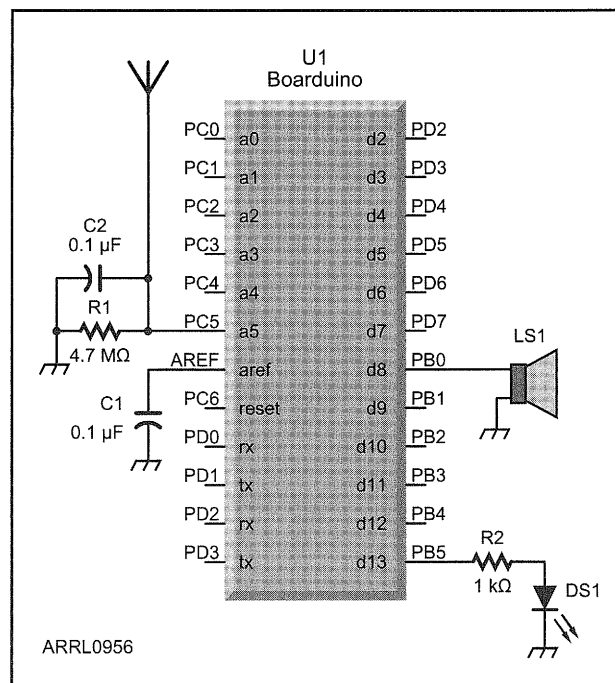 U1
Boarduino
PC0 a0 d2 PD2
PC1 a1 d3 PD3
PC2 a2 d4 PD4
C2
0.1 µF
PC3 a3 d5 PD5
PC4 a4 d6 PD6
R1
4.7 MΩ
PC5 a5 d7 PD7
LS1
AREF aref d8 PB0
C1
0.1 µF
PC6 reset d9 PB1
PD0 rx d10 PB2
PD1 tx d11 PB3
PD2 rx d12 PB4
PD3 tx d13 PB5
R2
1 kΩ
DS1
ARRL0956